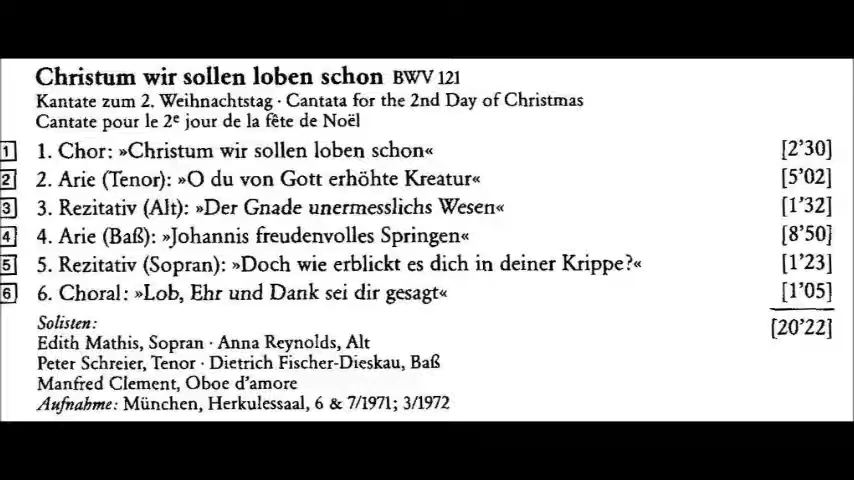 Christum wir sollen loben schon BWV 121
Kantate zum 2. Weihnachtstag · Cantata for the 2nd Day of Christmas
Cantate pour le 2e jour de la fête de Noël
1 1. Chor: »Christum wir sollen loben schon« [2’30]
2 2. Arie (Tenor): »O du von Gott erhöhte Kreatur« [5’02]
3 3. Rezitativ (Alt): »Der Gnade unermesslichs Wesen« [1’32]
4 4. Arie (Baß): »Johannis freudenvolles Springen« [8’50]
5 5. Rezitativ (Sopran): »Doch wie erblickt es dich in deiner Krippe?« [1’23]
6 6. Choral: »Lob, Ehr und Dank sei dir gesagt« [1’05]
[20’22]
Solisten:
Edith Mathis, Sopran · Anna Reynolds, Alt
Peter Schreier, Tenor · Dietrich Fischer-Dieskau, Baß
Manfred Clement, Oboe d’amore
Aufnahme: München, Herkulessaal, 6 & 7/1971; 3/1972